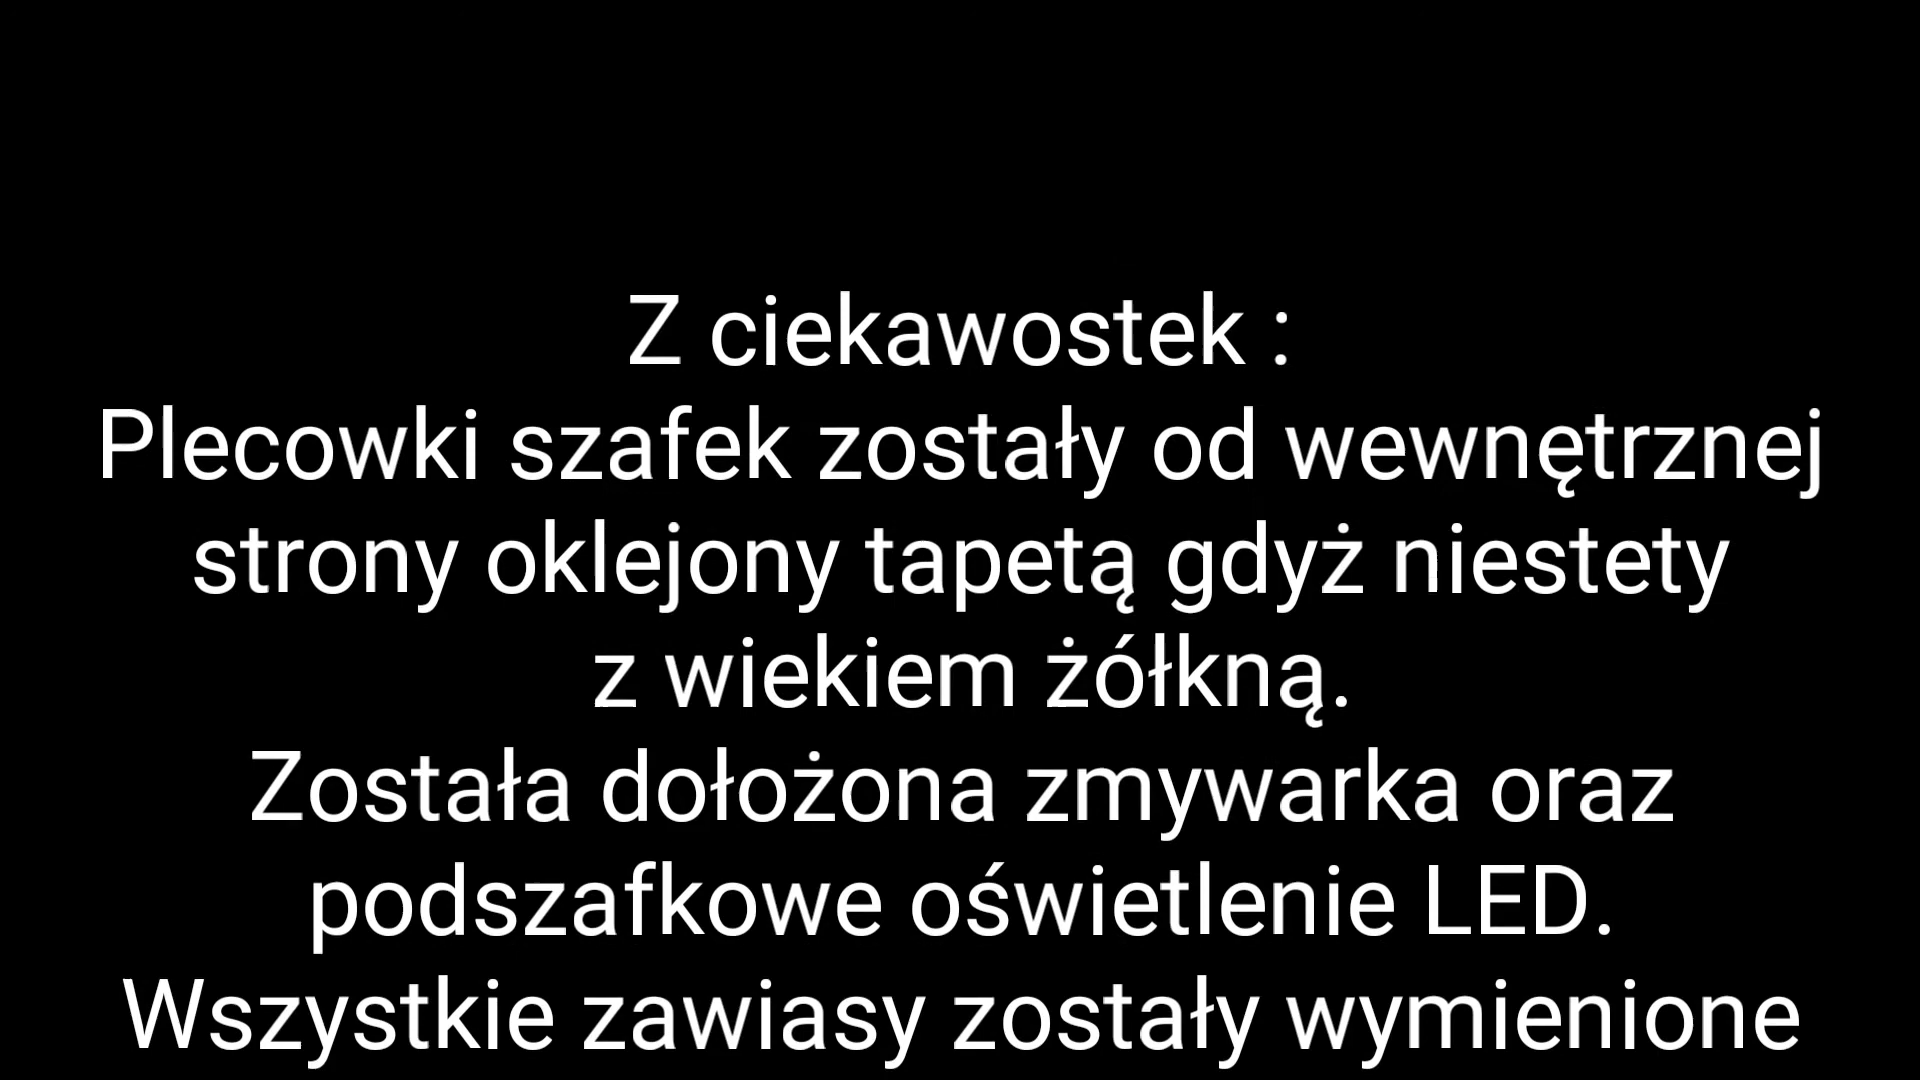 Z ciekawostek :
Plecowki szafek zostały od wewnętrznej
strony oklejony tapetą gdyż niestety
z wiekiem żółkną.
Została dołożona zmywarka oraz
podszafkowe oświetlenie LED.
Wszystkie zawiasy zostały wymienione